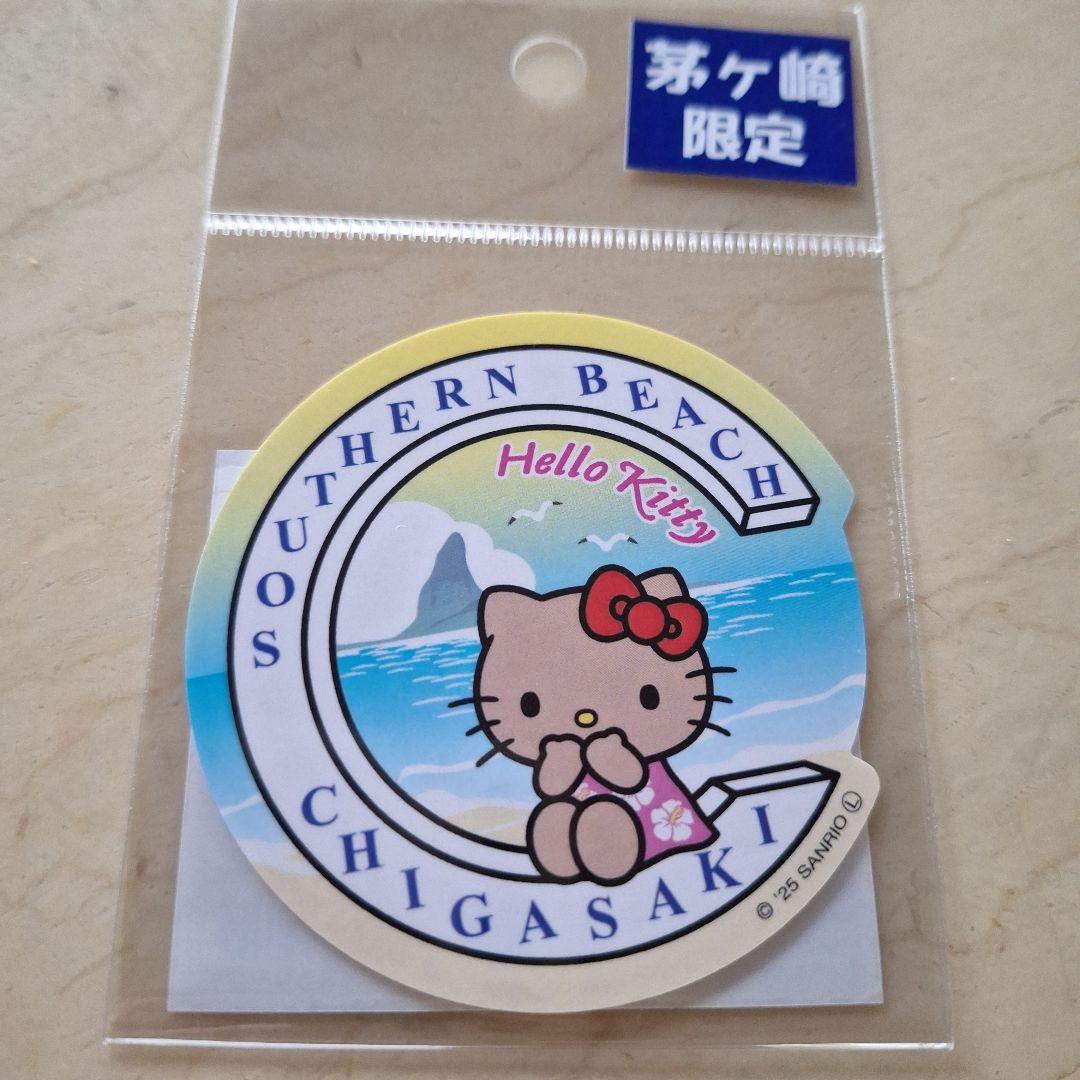 茅ヶ崎
限定
SOUTHERN BEACH
Hello Kitty
CHIGASAKI
© '25 SANRIO Ⓛ